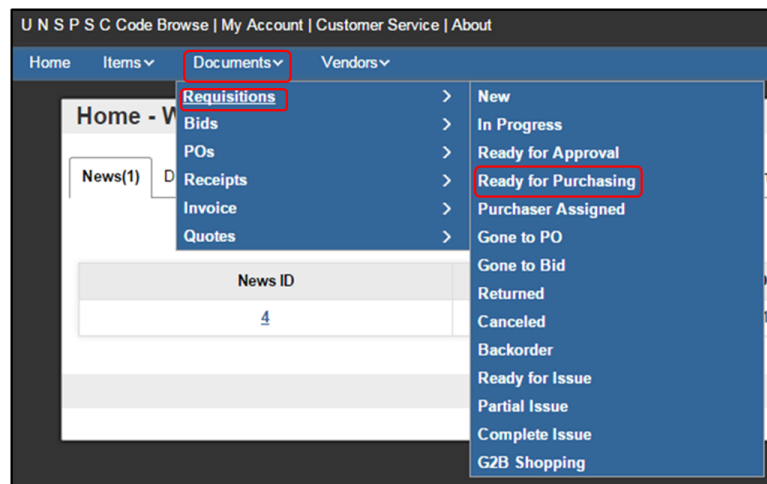 U N S P S C Code Browse | My Account | Customer Service | About
Home Items Documents Vendors
Home - W
News(1) D
Requisitions
Bids
POs
Receipts
Invoice
Quotes
New
In Progress
Ready for Approval
Ready for Purchasing
Purchaser Assigned
Gone to PO
Gone to Bid
Returned
Canceled
Backorder
Ready for Issue
Partial Issue
Complete Issue
G2B Shopping
News ID
4